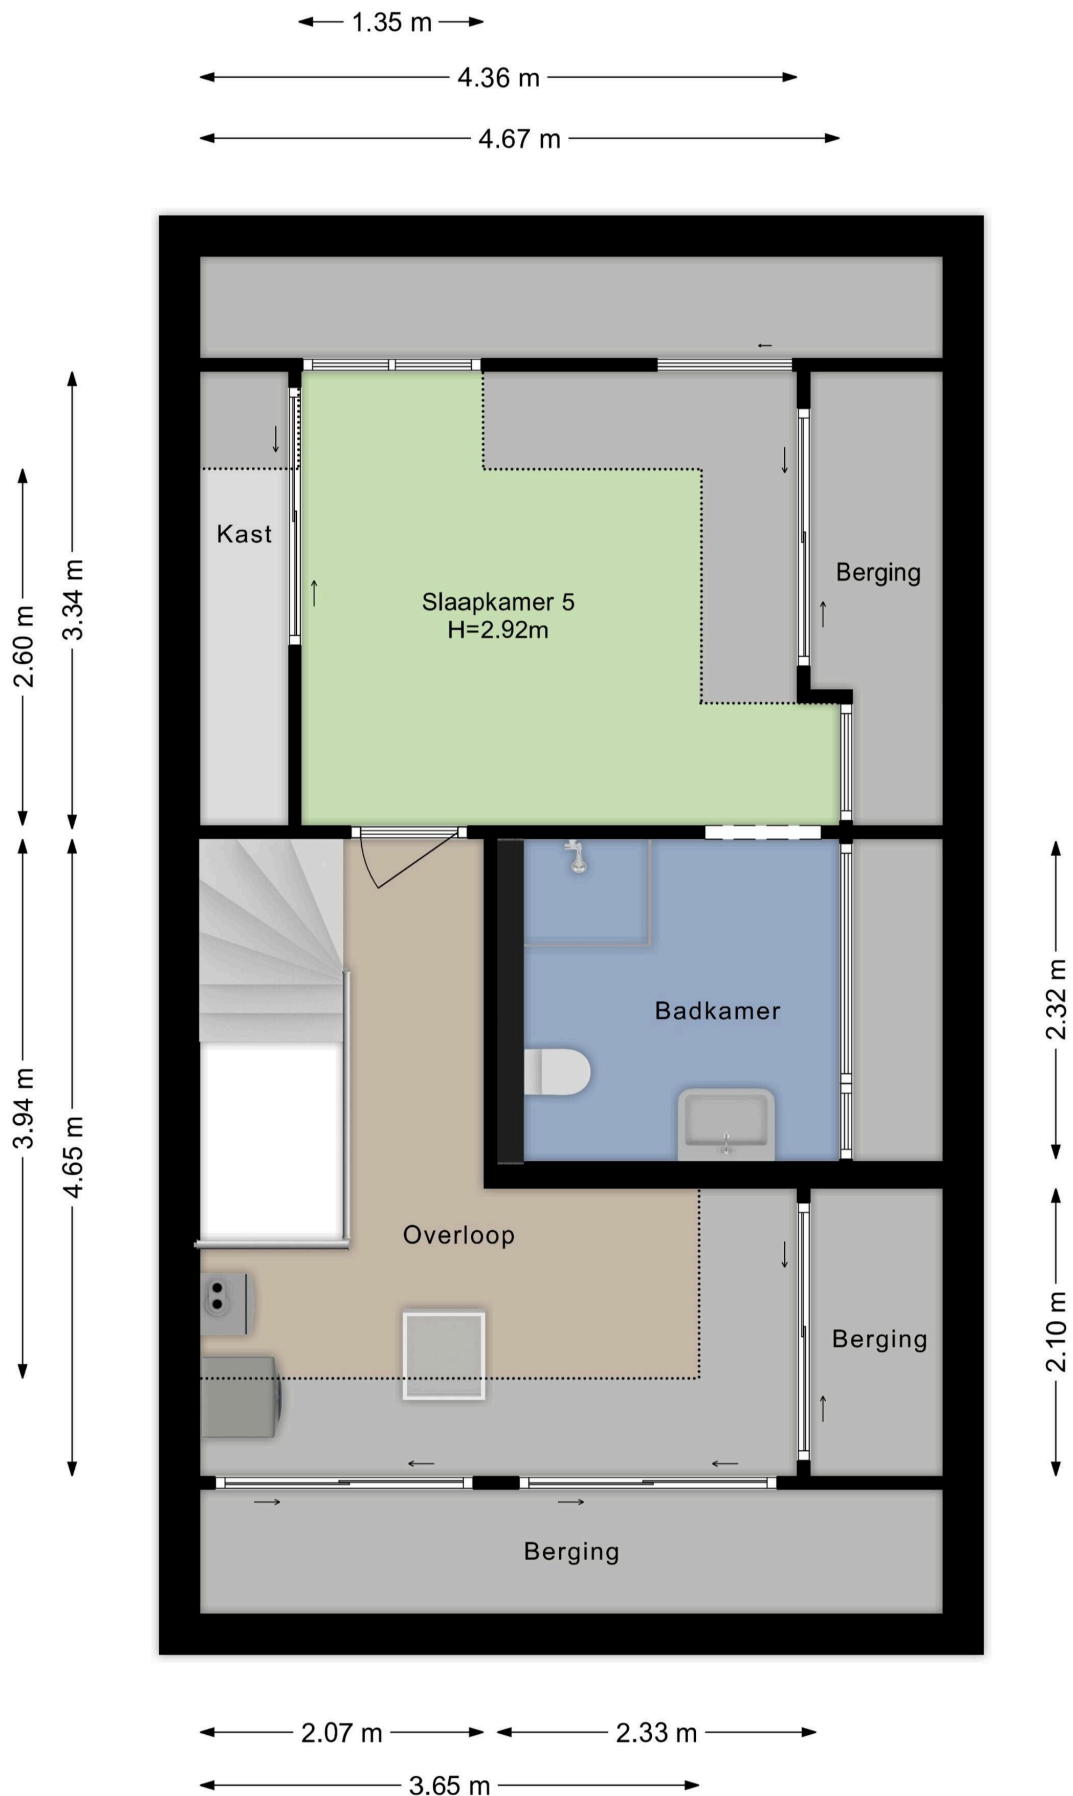 1.35 m
4.36 m
4.67 m
3.34 m
2.60 m
Kast
Berging
Slaapkamer 5
H=2.92m
2.32 m
Badkamer
3.94 m
4.65 m
Overloop
2.10 m
Berging
Berging
2.07 m
2.33 m
3.65 m